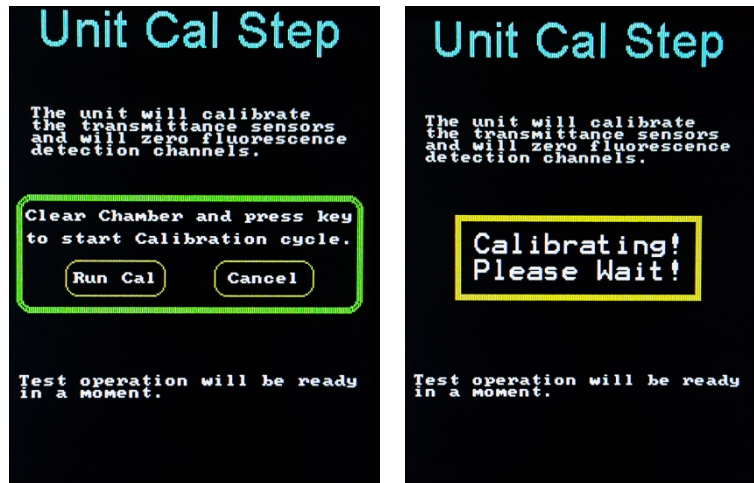 Unit Cal Step
The unit will calibrate
the transmittance sensors
and will zero fluorescence
detection channels.
Clear Chamber and press key
to start Calibration cycle.
Run Cal
Cancel
Test operation will be ready
in a moment.
Unit Cal Step
The unit will calibrate
the transmittance sensors
and will zero fluorescence
detection channels.
Calibrating!
Please Wait!
Test operation will be ready
in a moment.